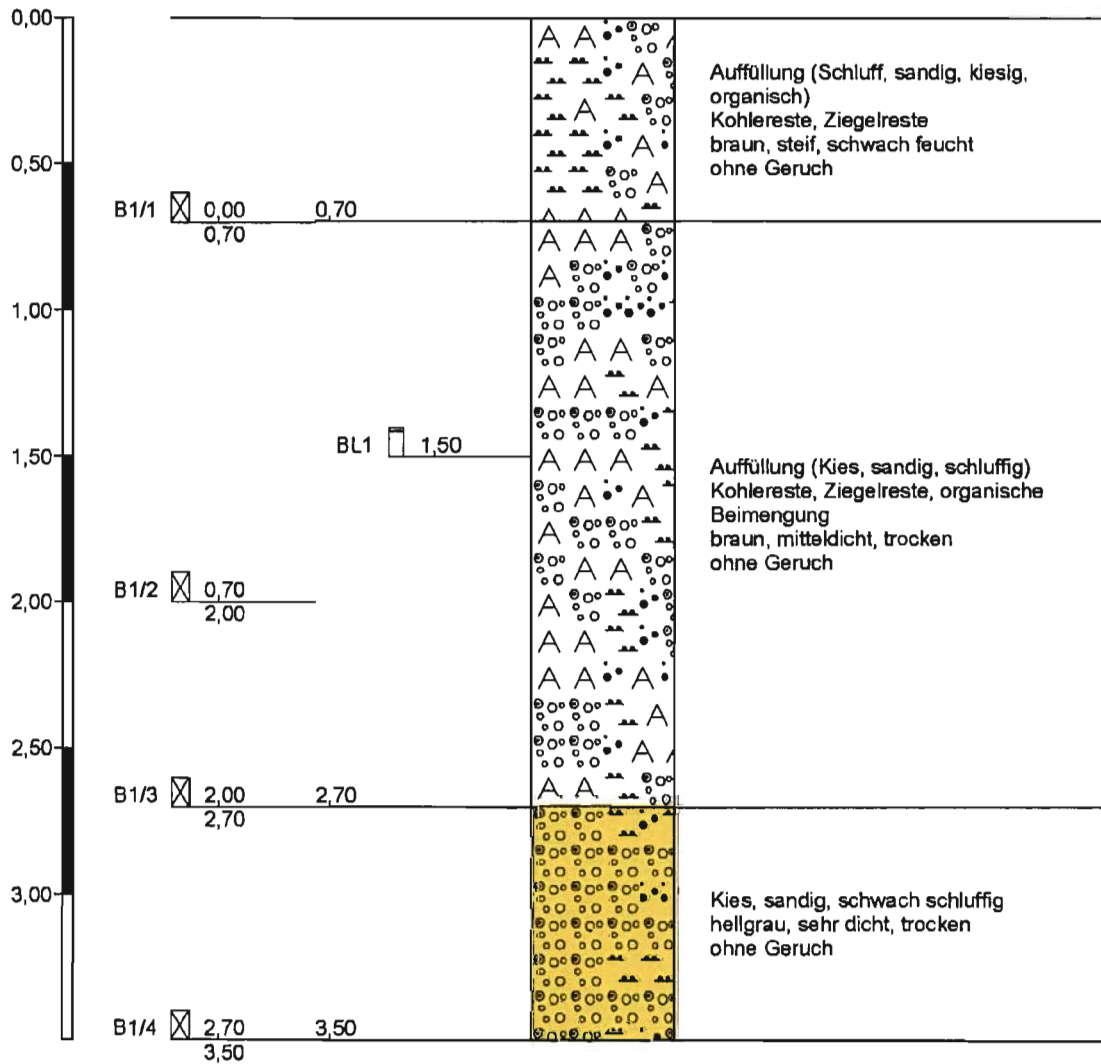 0,00
Auffüllung (Schluff, sandig, kiesig,
organisch)
Kohlereste, Ziegelreste
braun, steif, schwach feucht
ohne Geruch
0,50
B1/1 0,00 0,70
0,70
1,00
BL1 1,50
1,50
Auffüllung (Kies, sandig, schluffig)
Kohlereste, Ziegelreste, organische
Beimengung
braun, mitteldicht, trocken
ohne Geruch
B1/2 0,70
2,00
2,00
2,50
B1/3 2,00 2,70
2,70
3,00
Kies, sandig, schwach schluffig
hellgrau, sehr dicht, trocken
ohne Geruch
B1/4 2,70 3,50
3,50